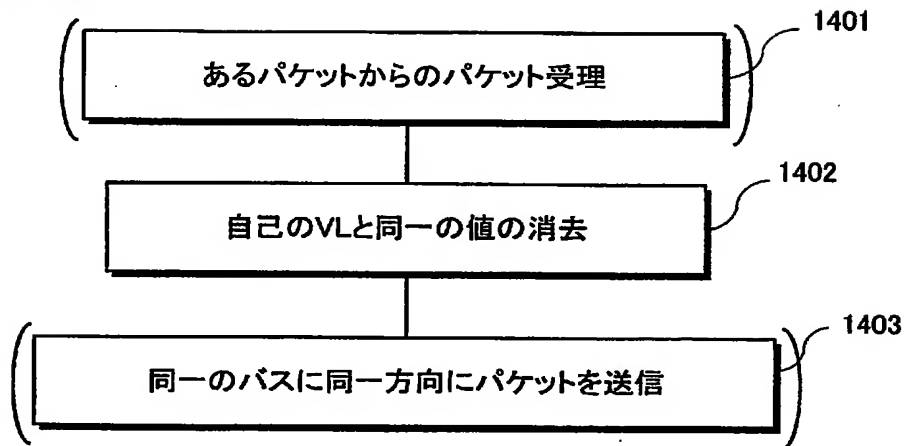 1401
あるパケットからのパケット受理
1402
自己のVLと同一の値の消去
1403
同一のバスに同一方向にパケットを送信